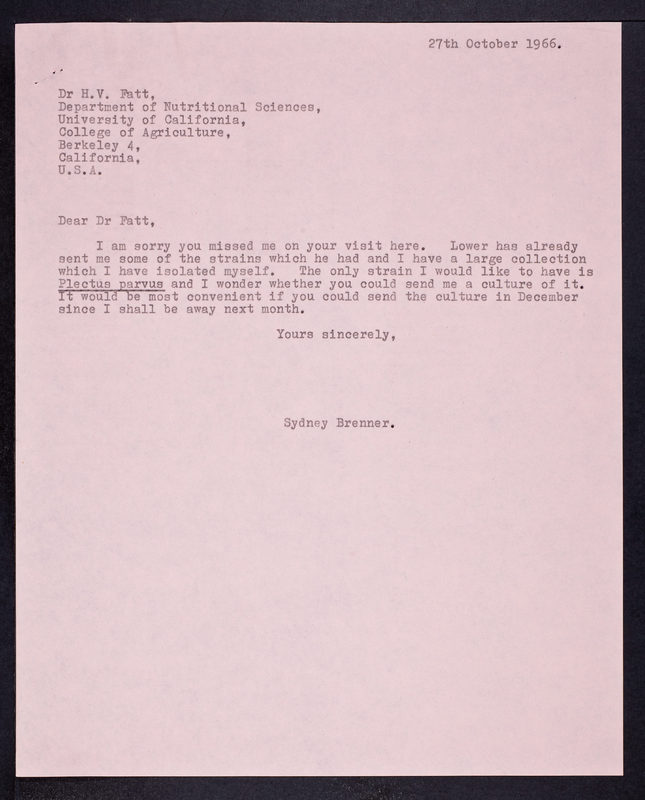 27th October 1966.
Dr H.V. Fatt,
Department of Nutritional Sciences,
University of California,
College of Agriculture,
Berkeley 4,
California,
U.S.A.
Dear Dr Fatt,
I am sorry you missed me on your visit here. Lower has already
sent me some of the strains which he had and I have a large collection
which I have isolated myself. The only strain I would like to have is
Plectus parvus and I wonder whether you could send me a culture of it.
It would be most convenient if you could send the culture in December
since I shall be away next month.
Yours sincerely,
Sydney Brenner.